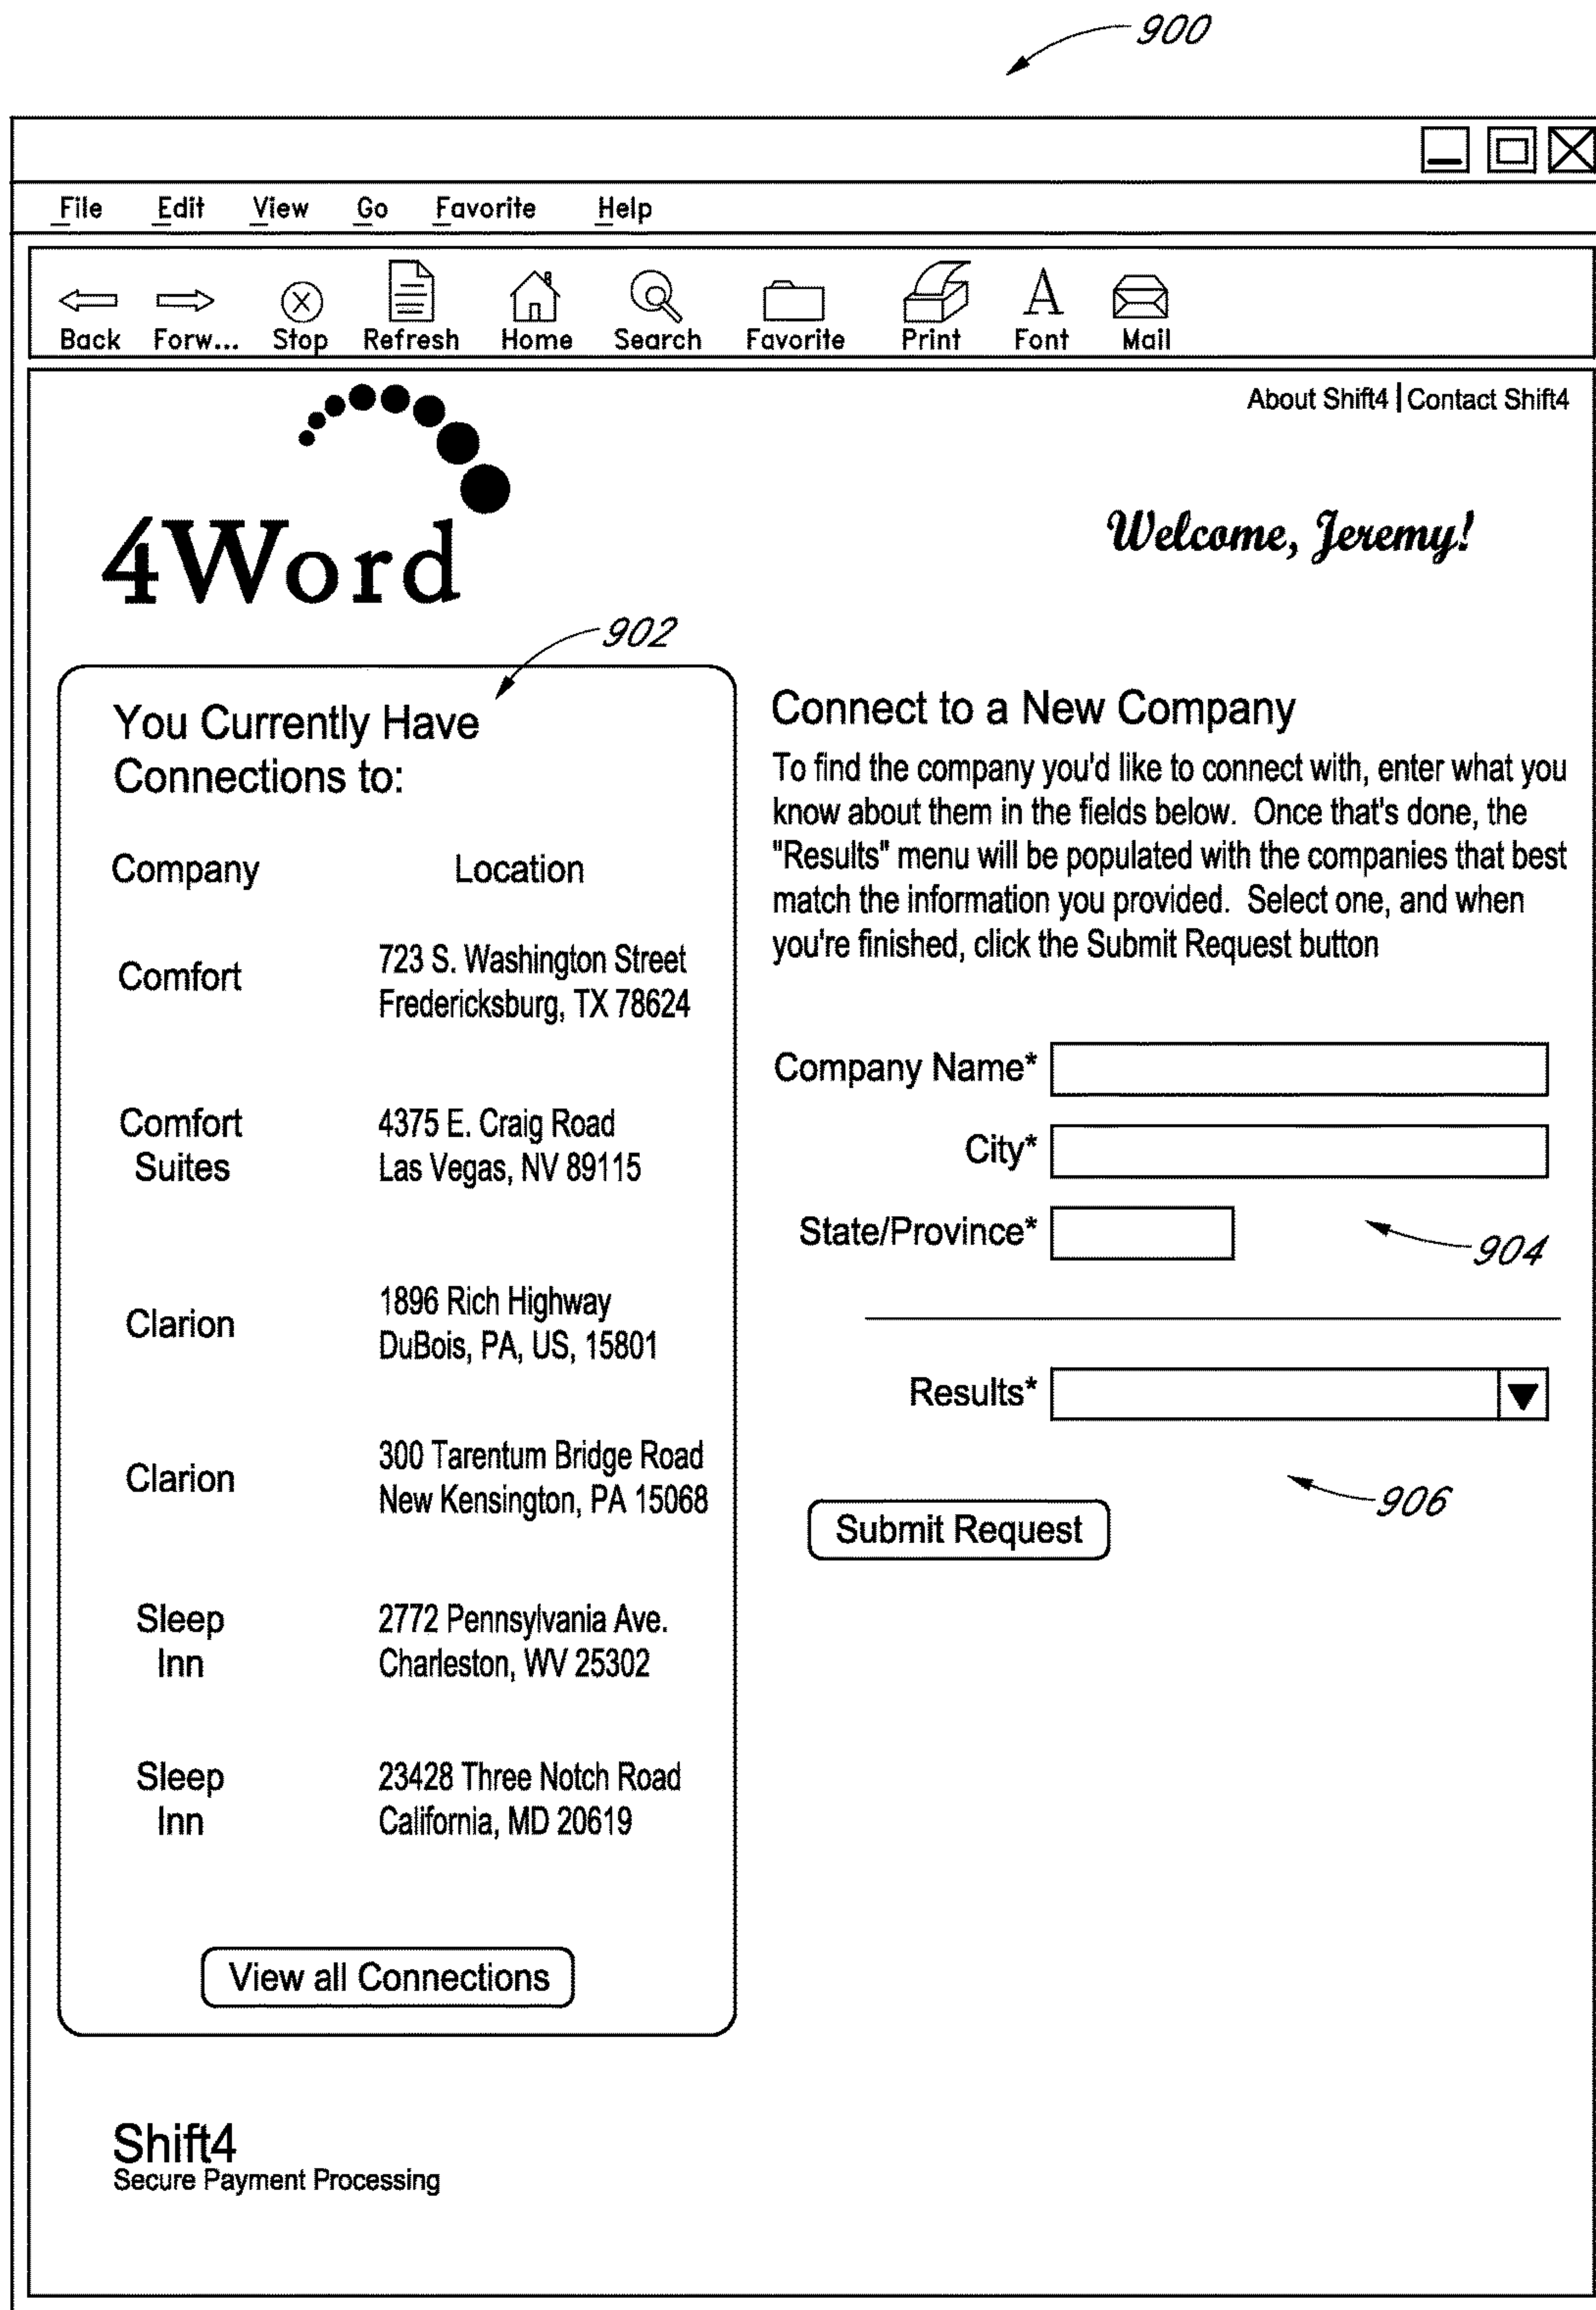 900
File Edit View Go Favorite Help
Back Forw... Stop Refresh Home Search Favorite Print Font Mail
About Shift4 | Contact Shift4
4Word
Welcome, Jeremy!
902
You Currently Have
Connections to:
Company Location
Comfort
723 S. Washington Street
Fredericksburg, TX 78624
Comfort
Suites
4375 E. Craig Road
Las Vegas, NV 89115
Clarion
1896 Rich Highway
DuBois, PA, US, 15801
Clarion
300 Tarentum Bridge Road
New Kensington, PA 15068
Sleep
Inn
2772 Pennsylvania Ave.
Charleston, WV 25302
Sleep
Inn
23428 Three Notch Road
California, MD 20619
View all Connections
Connect to a New Company
To find the company you'd like to connect with, enter what you
know about them in the fields below. Once that's done, the
"Results" menu will be populated with the companies that best
match the information you provided. Select one, and when
you're finished, click the Submit Request button
Company Name*
City*
State/Province*
904
Results*
906
Submit Request
Shift4
Secure Payment Processing